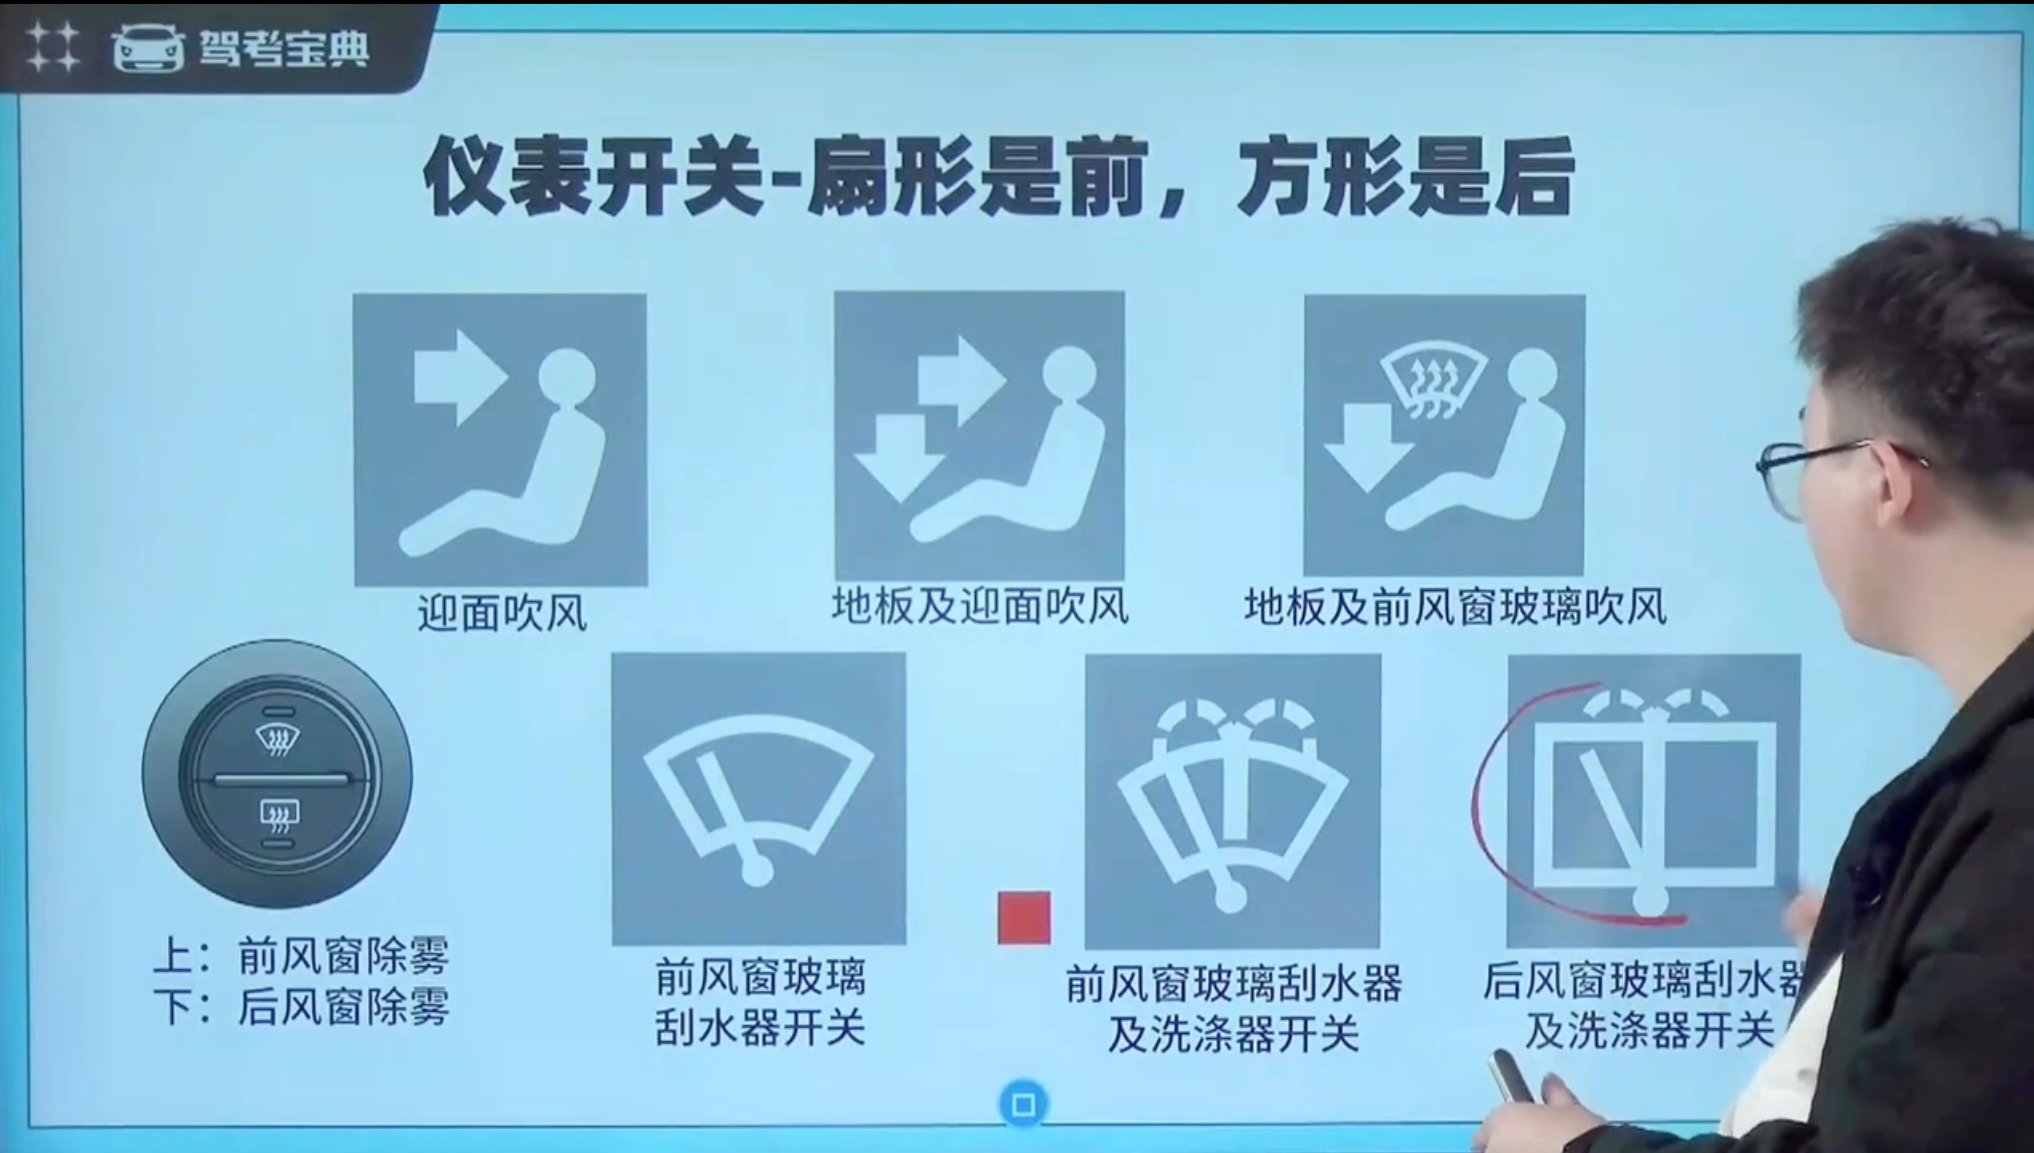 驾考宝典
仪表开关-扇形是前，方形是后
迎面吹风
地板及迎面吹风
地板及前风窗玻璃吹风
上：前风窗除雾
下：后风窗除雾
前风窗玻璃
刮水器开关
前风窗玻璃刮水器
及洗涤器开关
后风窗玻璃刮水器
及洗涤器开关